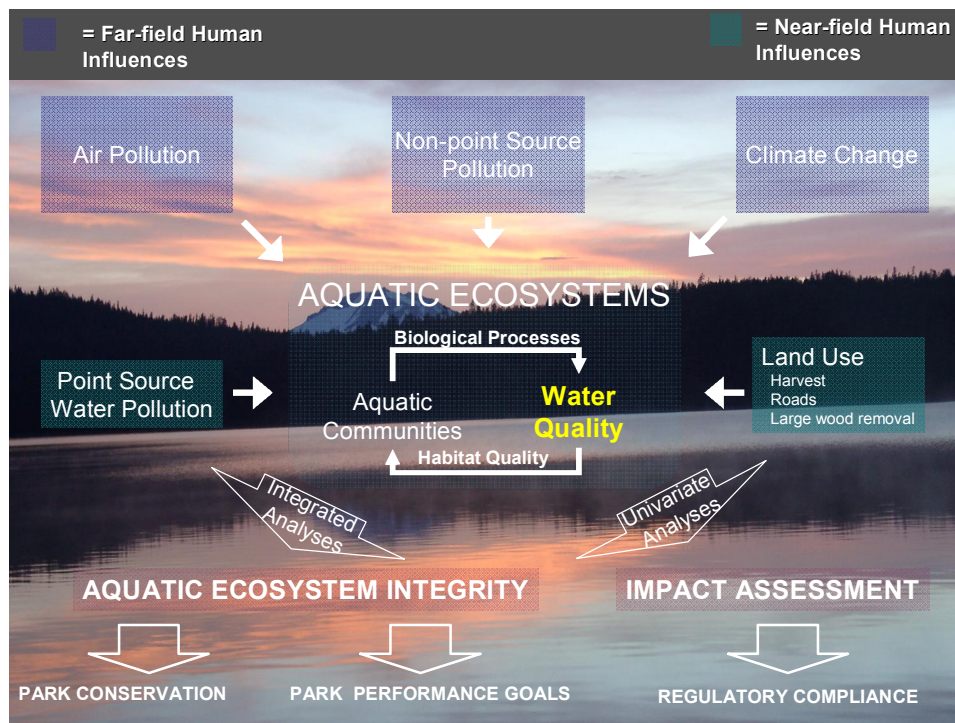 = Far-field Human
Influences
= Near-field Human
Influences
Air Pollution
Non-point Source
Pollution
Climate Change
AQUATIC ECOSYSTEMS
Biological Processes
Point Source
Water Pollution
Aquatic
Communities
Water
Quality
Habitat Quality
Land Use
Harvest
Roads
Large wood removal
Integrated
Analyses
Univariate
Analyses
AQUATIC ECOSYSTEM INTEGRITY
IMPACT ASSESSMENT
PARK CONSERVATION
PARK PERFORMANCE GOALS
REGULATORY COMPLIANCE